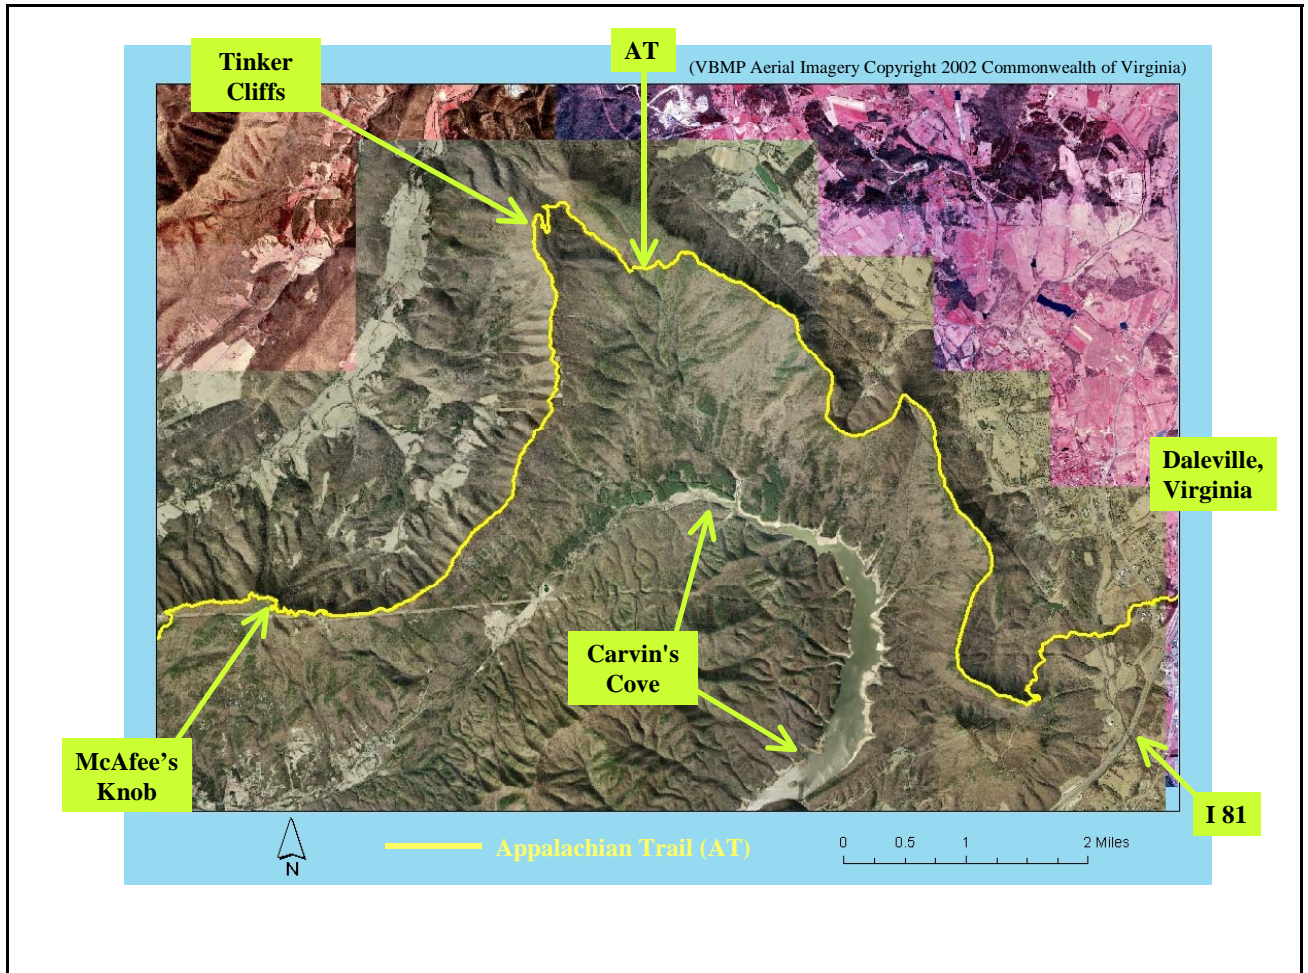 Tinker
Cliffs
AT
(VBMP Aerial Imagery Copyright 2002 Commonwealth of Virginia)
Daleville,
Virginia
Carvin's
Cove
McAfee’s
Knob
I 81
N
Appalachian Trail (AT)
0 0.5 1 2 Miles